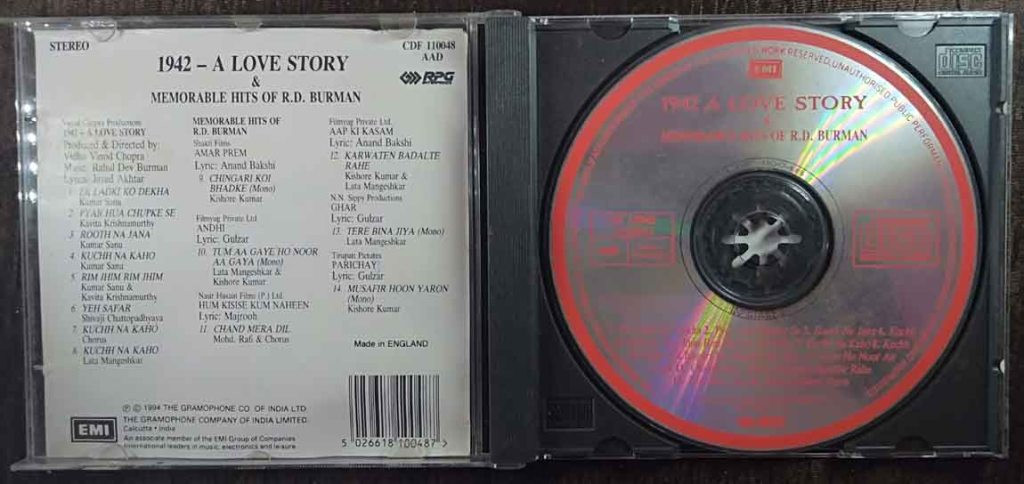 STEREO
CDF 110048
AAD
RPG
1942 – A LOVE STORY
&
MEMORABLE HITS OF R.D. BURMAN
Vinod Chopra Productions
1942 – A LOVE STORY
Produced & Directed by
Vidhu Vinod Chopra
Music: Rahul Dev Burman
Lyrics: Javed Akhtar
1. EK LADKI KO DEKHA
Kumar Sanu
2. PYAR HUA CHUPKE SE
Kavita Krishnamurthy
3. ROOTH NA JANA
Kumar Sanu
4. KUCHH NA KAHO
Kumar Sanu
5. RIM JHIM RIM JHIM
Kumar Sanu &
Kavita Krishnamurthy
6. YEH SAFAR
Shivaji Chattopadhyaya
7. KUCHH NA KAHO
Chorus
8. KUCHH NA KAHO
Lata Mangeshkar
MEMORABLE HITS OF
R.D. BURMAN
Shakti Films
AMAR PREM
Lyric: Anand Bakshi
9. CHINGARI KOI
BHADKE (Mono)
Kishore Kumar
Filmyug Private Ltd.
ANDHI
Lyric: Gulzar
10. TUM AA GAYE HO NOOR
AA GAYA (Mono)
Lata Mangeshkar &
Kishore Kumar
Nasir Husain Films (P.) Ltd.
HUM KISISE KUM NAHEEN
Lyric: Majrooh
11. CHAND MERA DIL
Mohd. Rafi & Chorus
Filmyug Private Ltd.
AAP KI KASAM
Lyric: Anand Bakshi
12. KARWATEN BADALTE
RAHE
Kishore Kumar &
Lata Mangeshkar
N.N. Sippy Productions
GHAR
Lyric: Gulzar
13. TERE BINA JIYA (Mono)
Lata Mangeshkar
Tirupati Pictures
PARICHAY
Lyric: Gulzar
14. MUSAFIR HOON YARON
(Mono)
Kishore Kumar
Made in ENGLAND
EMI
℗ © 1994 THE GRAMOPHONE CO. OF INDIA LTD.
THE GRAMOPHONE COMPANY OF INDIA LIMITED.
Calcutta • India
An associate member of the EMI Group of Companies
International leaders in music, electronics and leisure
5 026618 100487 >
WORK RESERVED. UNAUTHORISED PUBLIC PERFORM
EMI
1942 A LOVE STORY
&
MEMORABLE HITS OF R.D. BURMAN
COMPACT
DISC